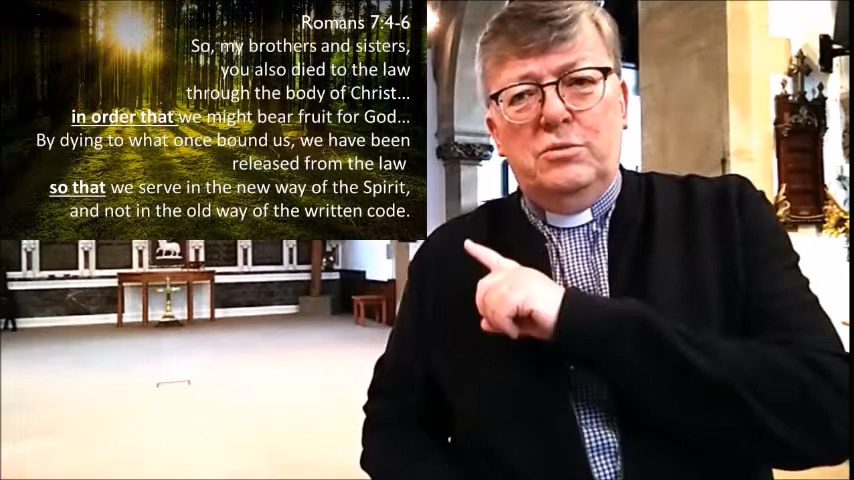 Romans 7:4-6
So, my brothers and sisters,
you also died to the law
through the body of Christ...
in order that we might bear fruit for God...
By dying to what once bound us, we have been
released from the law
so that we serve in the new way of the Spirit,
and not in the old way of the written code.